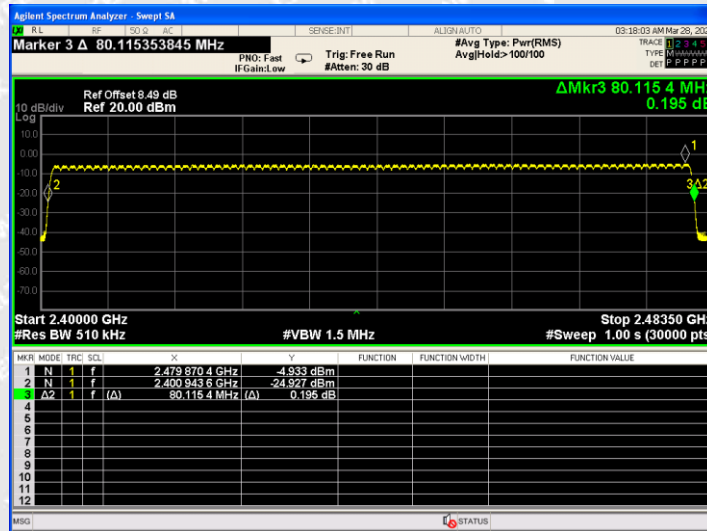 Agilent Spectrum Analyzer - Swept SA
RL RF 50 Ω AC SENSE:INT ALIGN AUTO 03:18:03 AM Mar 28, 202
Marker 3 Δ 80.115353845 MHz
PNO: Fast
IFGain:Low
Trig: Free Run
#Atten: 30 dB
#Avg Type: Pwr(RMS)
Avg|Hold:>100/100
TRACE 1 2 3 4 5
TYPE M
DET P P P P P
ΔMkr3 80.115 4 MHz
0.195 dB
Ref Offset 8.49 dB
10 dB/div Ref 20.00 dBm
Log
10.0
0.00
-10.0
-20.0
-30.0
-40.0
-50.0
-60.0
-70.0
1
2
3Δ2
Start 2.40000 GHz Stop 2.48350 GHz
#Res BW 510 kHz #VBW 1.5 MHz #Sweep 1.00 s (30000 pts
MKR MODE TRC SCL X Y FUNCTION FUNCTION WIDTH FUNCTION VALUE
1 N 1 f 2.479 870 4 GHz -4.933 dBm
2 N 1 f 2.400 943 6 GHz -24.927 dBm
3 Δ2 1 f (Δ) 80.115 4 MHz (Δ) 0.195 dB
4
5
6
7
8
9
10
11
12
MSG STATUS